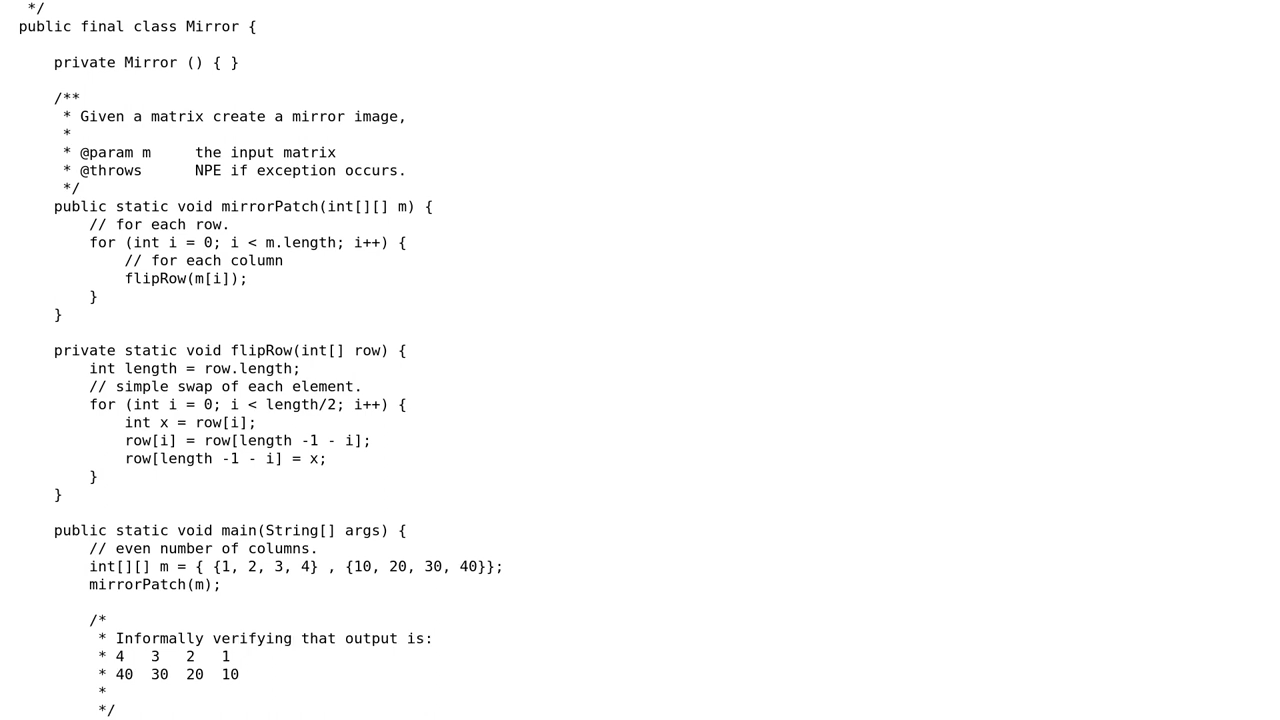 */
public final class Mirror {

    private Mirror () { }

    /**
     * Given a matrix create a mirror image,
     *
     * @param m     the input matrix
     * @throws      NPE if exception occurs.
     */
    public static void mirrorPatch(int[][] m) {
        // for each row.
        for (int i = 0; i < m.length; i++) {
            // for each column
            flipRow(m[i]);
        }
    }

    private static void flipRow(int[] row) {
        int length = row.length;
        // simple swap of each element.
        for (int i = 0; i < length/2; i++) {
            int x = row[i];
            row[i] = row[length -1 - i];
            row[length -1 - i] = x;
        }
    }

    public static void main(String[] args) {
        // even number of columns.
        int[][] m = { {1, 2, 3, 4} , {10, 20, 30, 40}};
        mirrorPatch(m);

        /*
         * Informally verifying that output is:
         * 4   3   2   1
         * 40  30  20  10
         *
         */